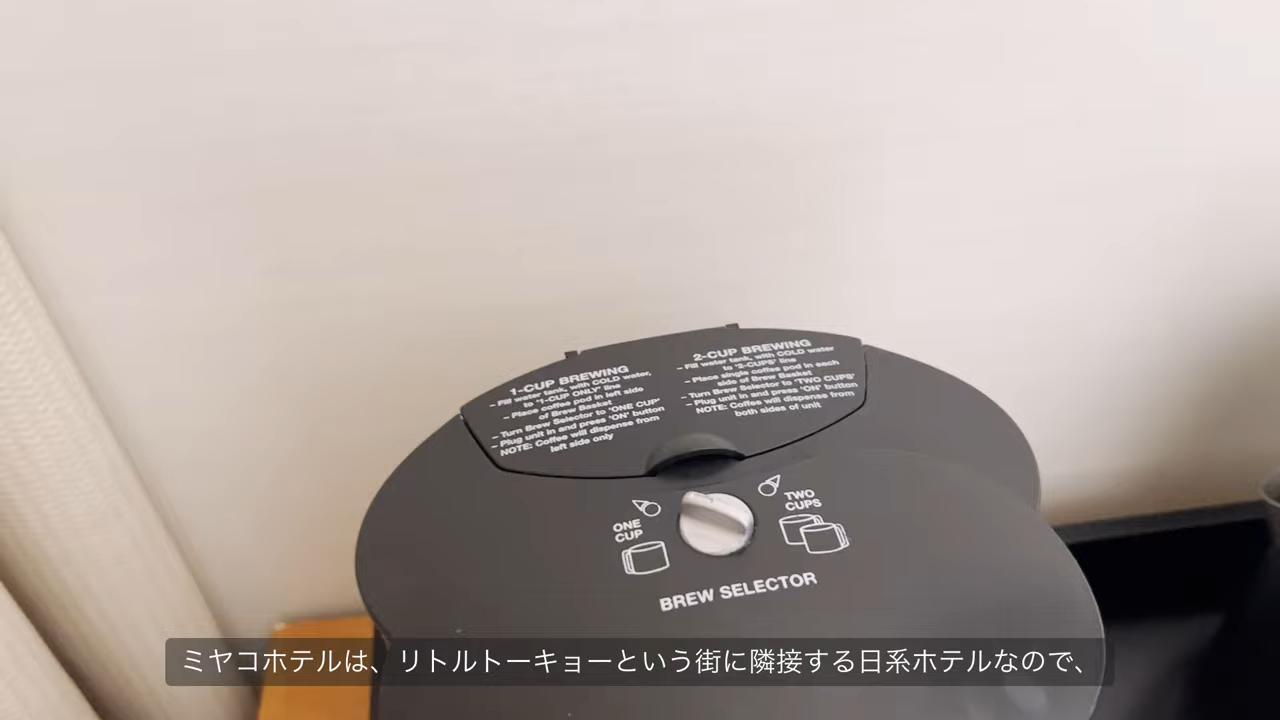 1-CUP BREWING
– Fill water tank, with COLD water,
to '1-CUP ONLY' line
– Place coffee pod in left side
of Brew Basket
– Turn Brew Selector to 'ONE CUP'
– Plug unit in and press 'ON' button
NOTE: Coffee will dispense from
left side only
2-CUP BREWING
– Fill water tank, with COLD water
to '2-CUPS' line
– Place single coffee pod in each
side of Brew Basket
– Turn Brew Selector to 'TWO CUPS'
– Plug unit in and press 'ON' button
NOTE: Coffee will dispense from
both sides of unit
ONE
CUP
TWO
CUPS
BREW SELECTOR
ミヤコホテルは、リトルトーキョーという街に隣接する日系ホテルなので、